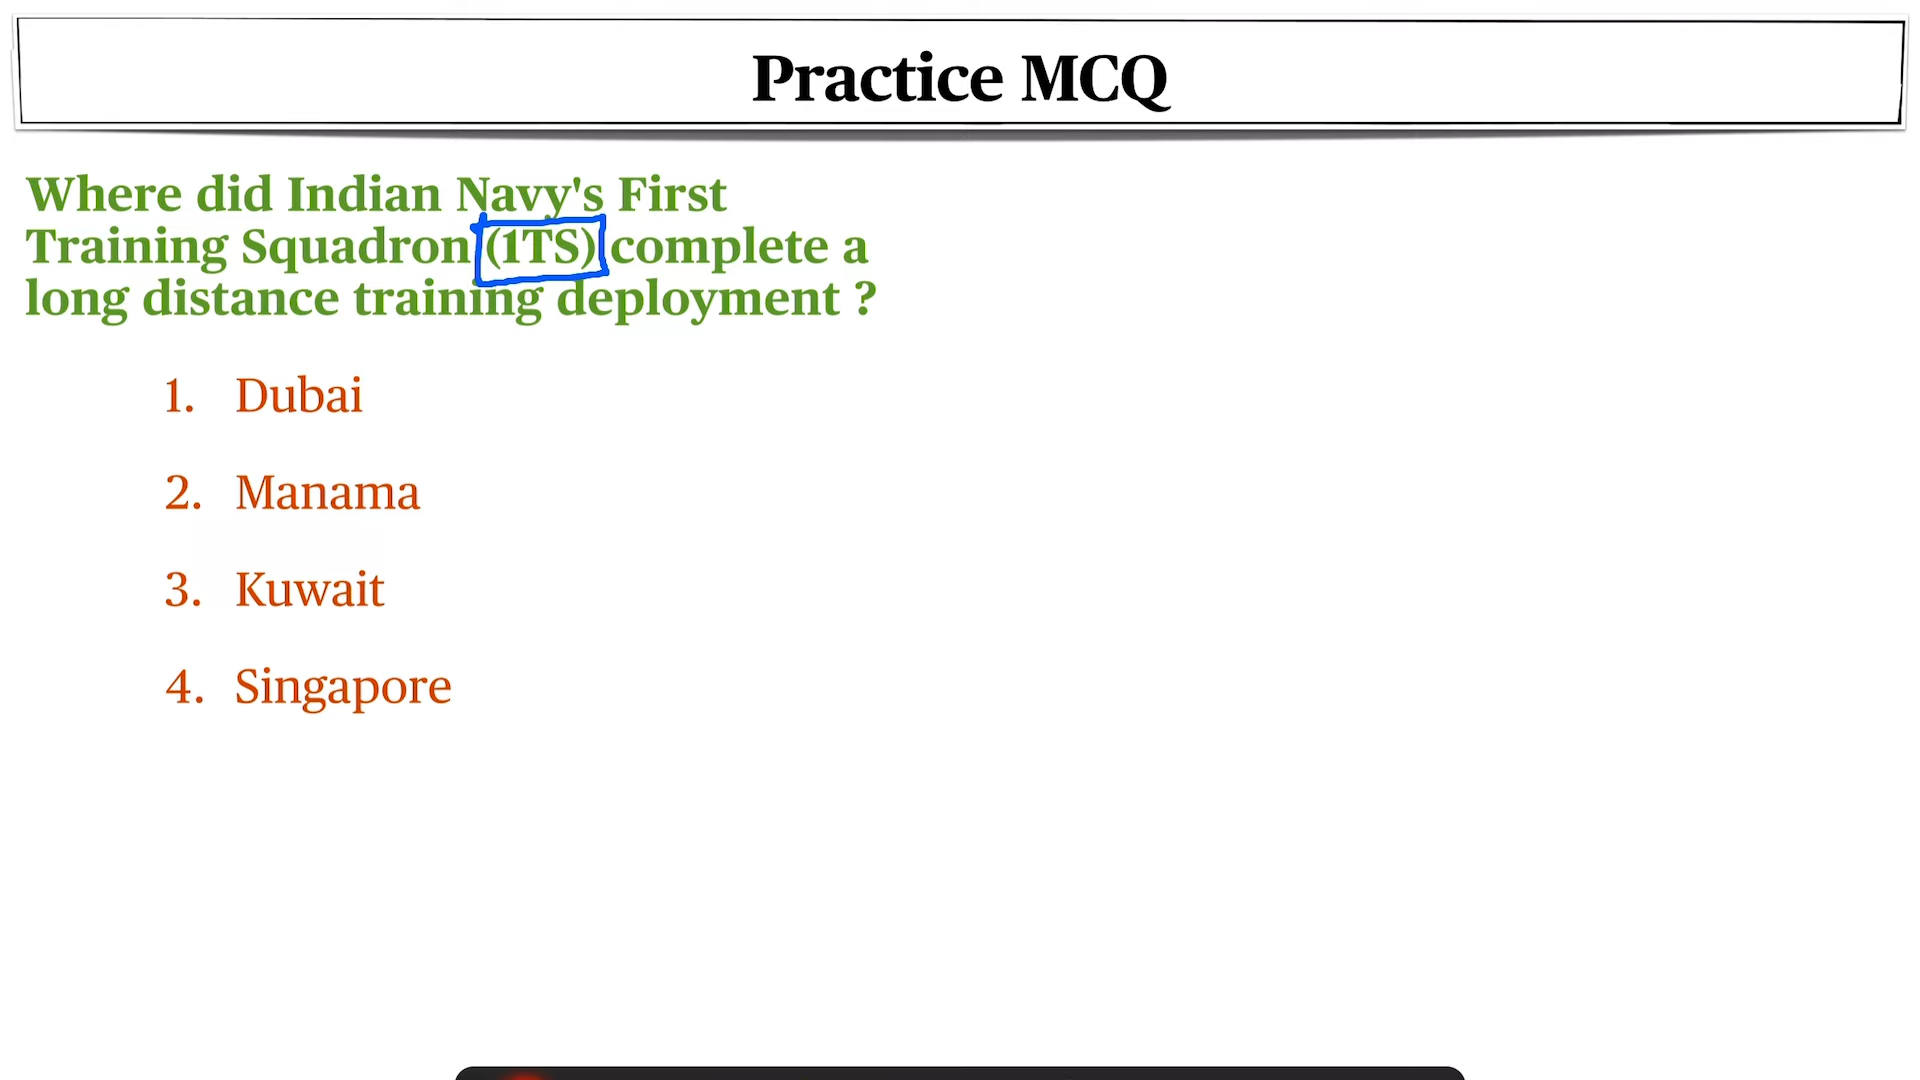 Practice MCQ
Where did Indian Navy's First
Training Squadron (1TS) complete a
long distance training deployment ?
1. Dubai
2. Manama
3. Kuwait
4. Singapore